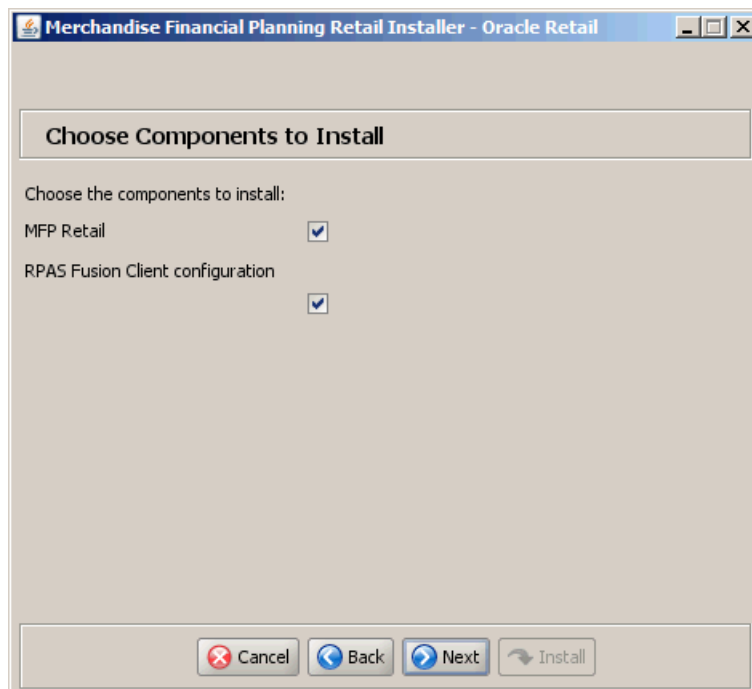 Merchandise Financial Planning Retail Installer - Oracle Retail
Choose Components to Install
Choose the components to install:
MFP Retail
RPAS Fusion Client configuration
Cancel Back Next Install